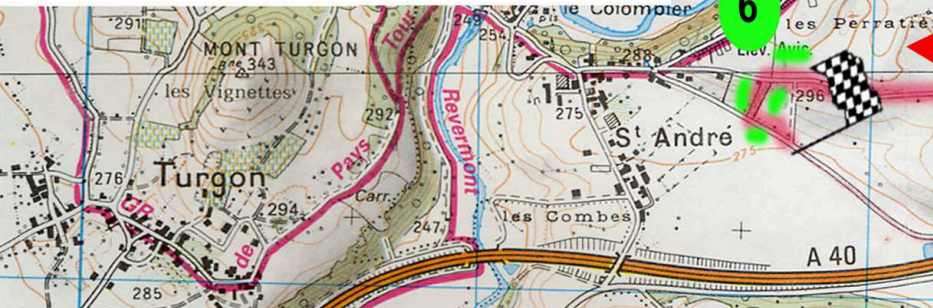 6
249
le Colombier
les Perratiè
291
254
Tour
MONT TURGON
Elev. Avic.
343
288
les Vignettes
296
292
275
Revermont
St André
275
Pays
276
Turgon
Carr.
GR
294
les Combes
247
de
A 40
285